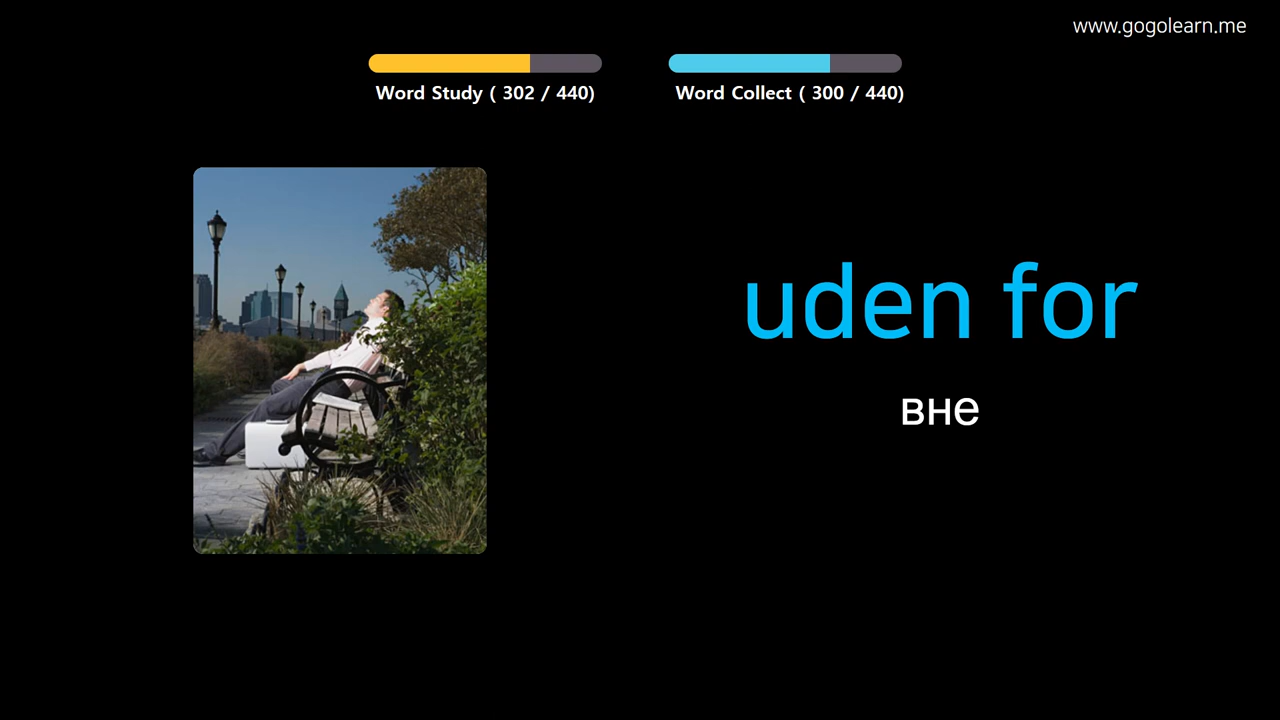 www.gogolearn.me
Word Study ( 302 / 440)
Word Collect ( 300 / 440)
uden for
вне